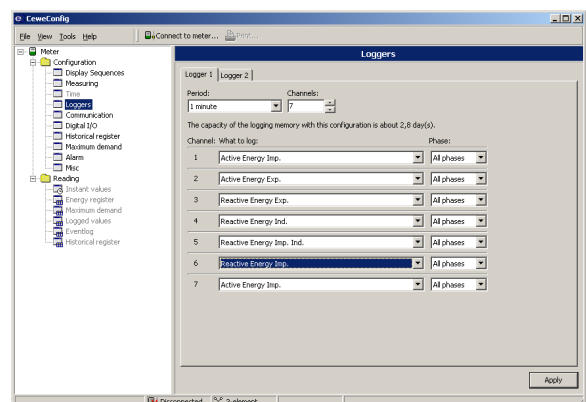 CeweConfig
File View Tools Help
Connect to meter... Print...
Meter
Configuration
Display Sequences
Measuring
Time
Loggers
Communication
Digital I/O
Historical register
Maximum demand
Alarm
Misc
Reading
Instant values
Energy register
Maximum demand
Logged values
Eventlog
Historical register
Loggers
Logger 1 Logger 2
Period: Channels:
1 minute 7
The capacity of the logging memory with this configuration is about 2,8 day(s).
Channel: What to log: Phase:
1 Active Energy Imp. All phases
2 Active Energy Exp. All phases
3 Reactive Energy Exp. All phases
4 Reactive Energy Ind. All phases
5 Reactive Energy Imp. Ind. All phases
6 Reactive Energy Imp. All phases
7 Active Energy Imp. All phases
Apply
Disconnected 3-element